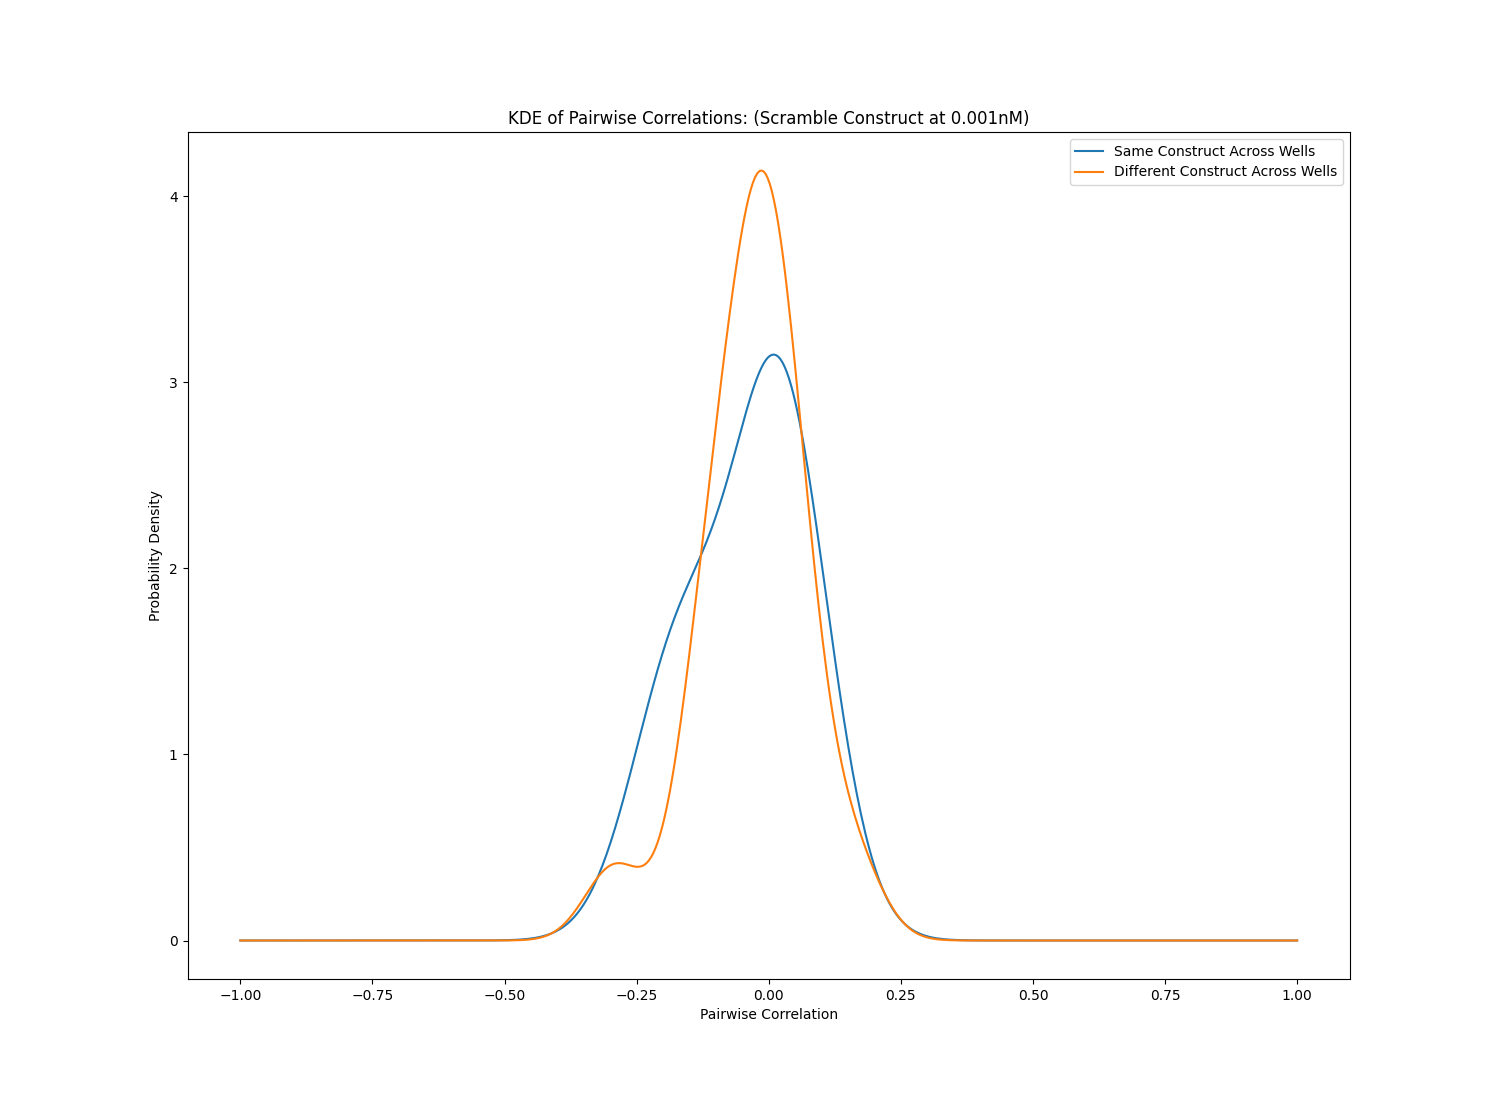 KDE of Pairwise Correlations: (Scramble Construct at 0.001nM)
Same Construct Across Wells
Different Construct Across Wells
Probability Density
4
3
2
1
0
−1.00 −0.75 −0.50 −0.25 0.00 0.25 0.50 0.75 1.00
Pairwise Correlation